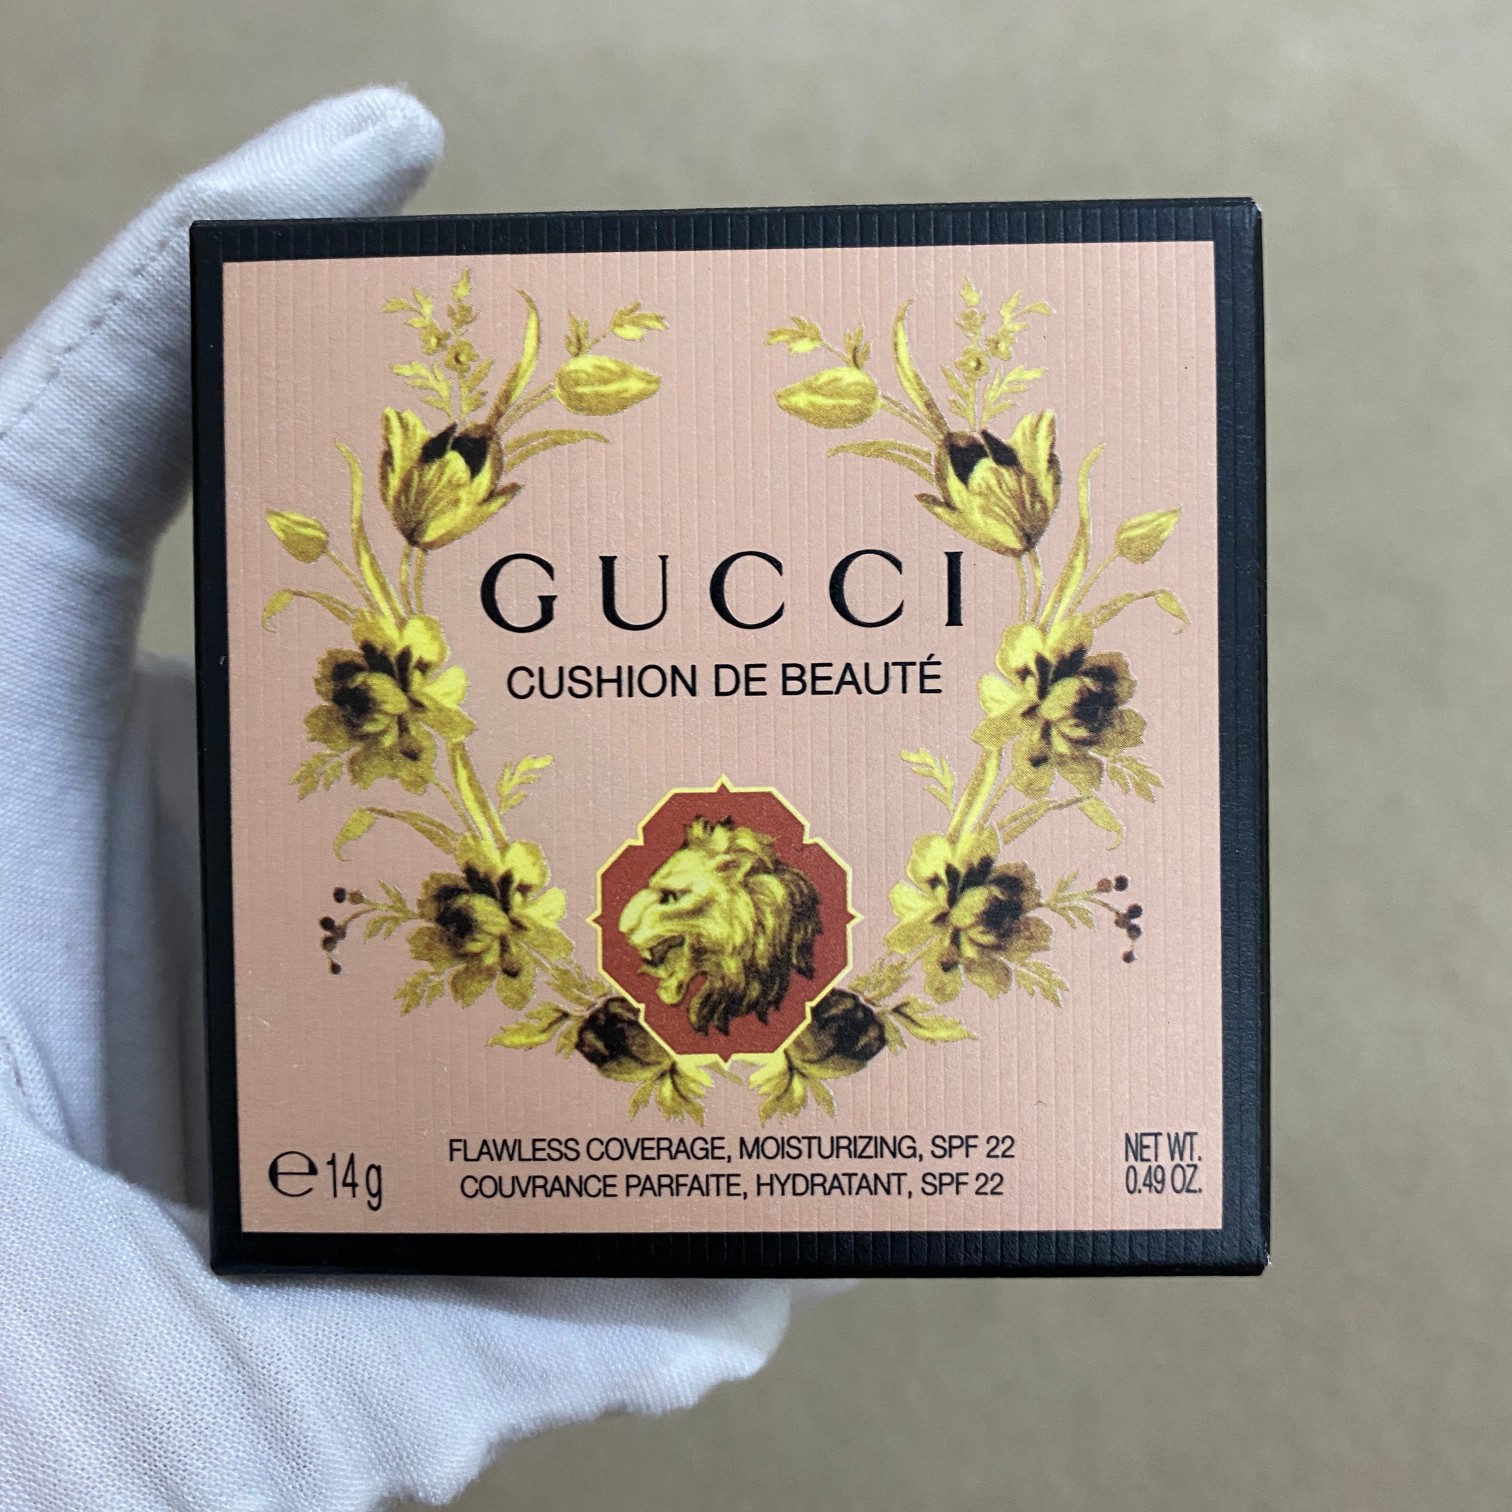 GUCCI
CUSHION DE BEAUTÉ
FLAWLESS COVERAGE, MOISTURIZING, SPF 22
COUVRANCE PARFAITE, HYDRATANT, SPF 22
℮14g
NET WT.
0.49 OZ.